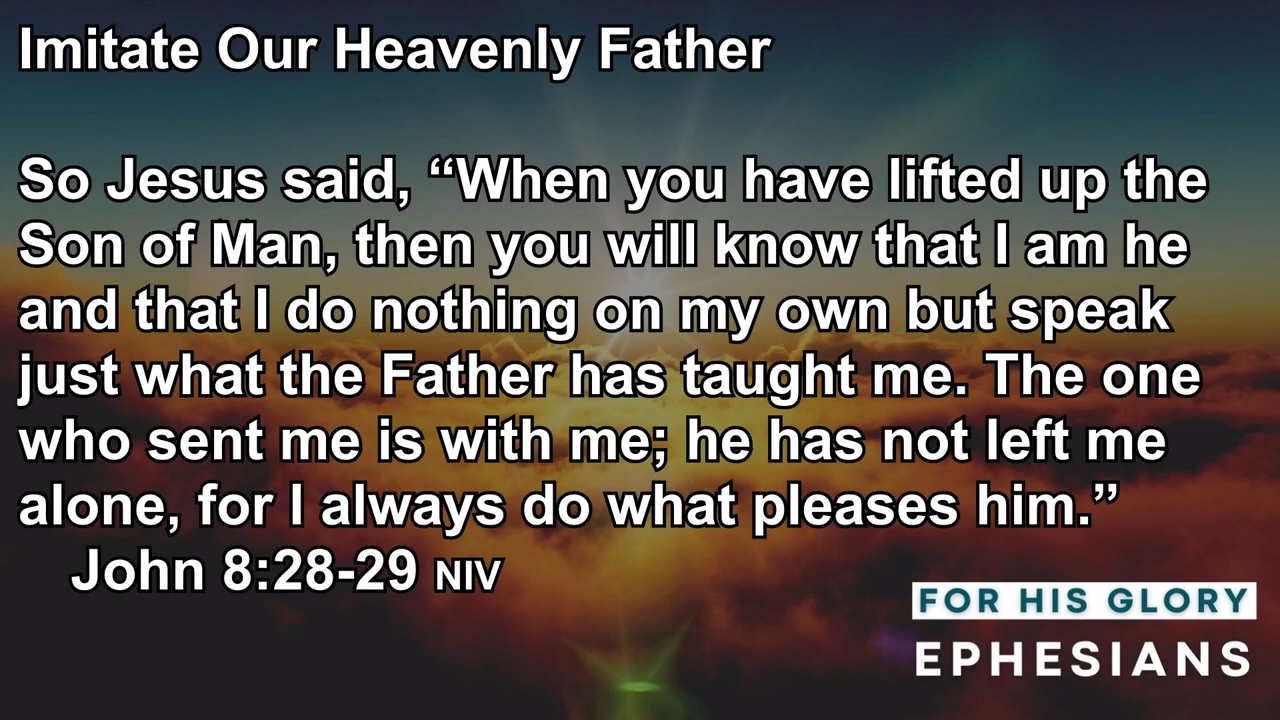 Imitate Our Heavenly Father
So Jesus said, “When you have lifted up the
Son of Man, then you will know that I am he
and that I do nothing on my own but speak
just what the Father has taught me. The one
who sent me is with me; he has not left me
alone, for I always do what pleases him.”
John 8:28-29 NIV
FOR HIS GLORY
EPHESIANS